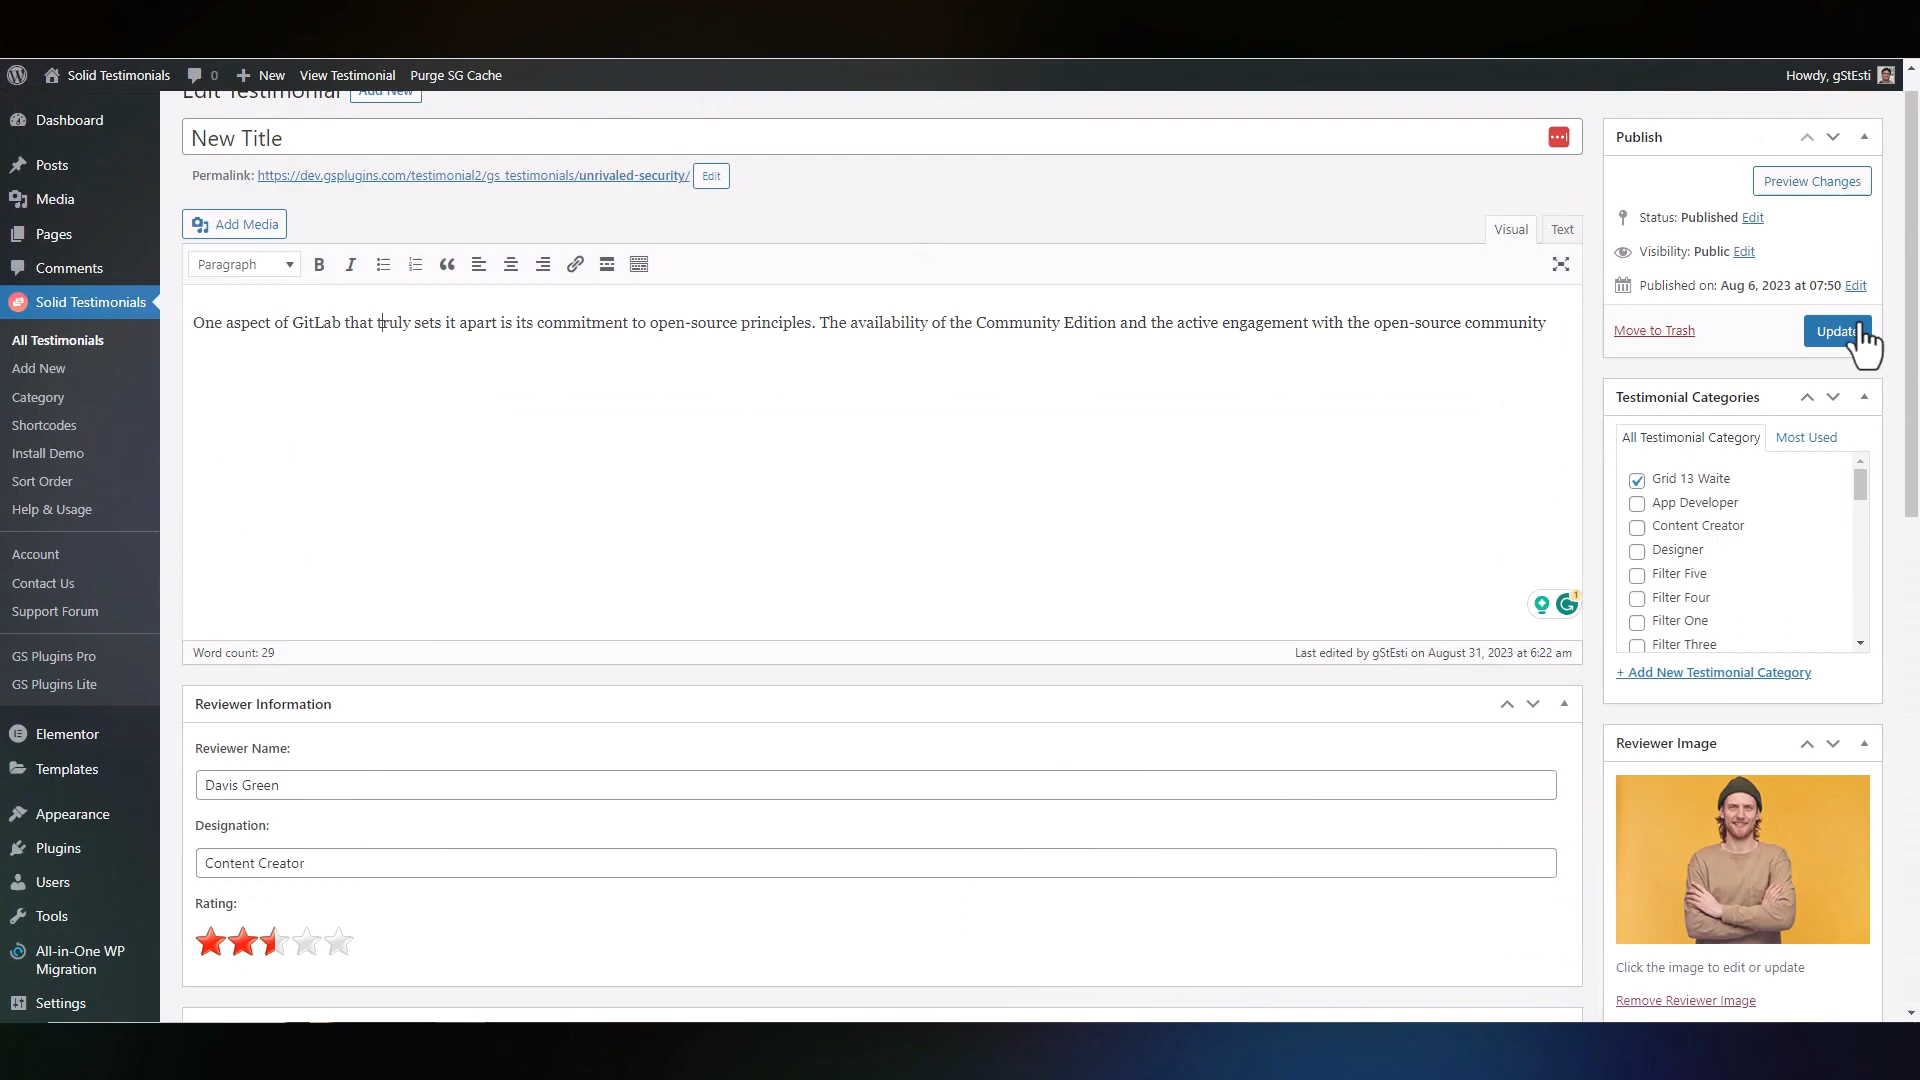 Solid Testimonials 0 New View Testimonial Purge SG Cache Howdy, gStEsti
Edit Testimonial Add New
Dashboard
Posts
Media
Pages
Comments
Solid Testimonials
All Testimonials
Add New
Category
Shortcodes
Install Demo
Sort Order
Help & Usage
Account
Contact Us
Support Forum
GS Plugins Pro
GS Plugins Lite
Elementor
Templates
Appearance
Plugins
Users
Tools
All-in-One WP
Migration
Settings
New Title
Permalink: https://dev.gsplugins.com/testimonial2/gs_testimonials/unrivaled-security/ Edit
Add Media
Visual Text
Paragraph B I
One aspect of GitLab that truly sets it apart is its commitment to open-source principles. The availability of the Community Edition and the active engagement with the open-source community
1
Word count: 29 Last edited by gStEsti on August 31, 2023 at 6:22 am
Reviewer Information
Reviewer Name:
Davis Green
Designation:
Content Creator
Rating:
Publish
Preview Changes
Status: Published Edit
Visibility: Public Edit
Published on: Aug 6, 2023 at 07:50 Edit
Move to Trash Update
Testimonial Categories
All Testimonial Category Most Used
Grid 13 Waite
App Developer
Content Creator
Designer
Filter Five
Filter Four
Filter One
Filter Three
+ Add New Testimonial Category
Reviewer Image
Click the image to edit or update
Remove Reviewer Image